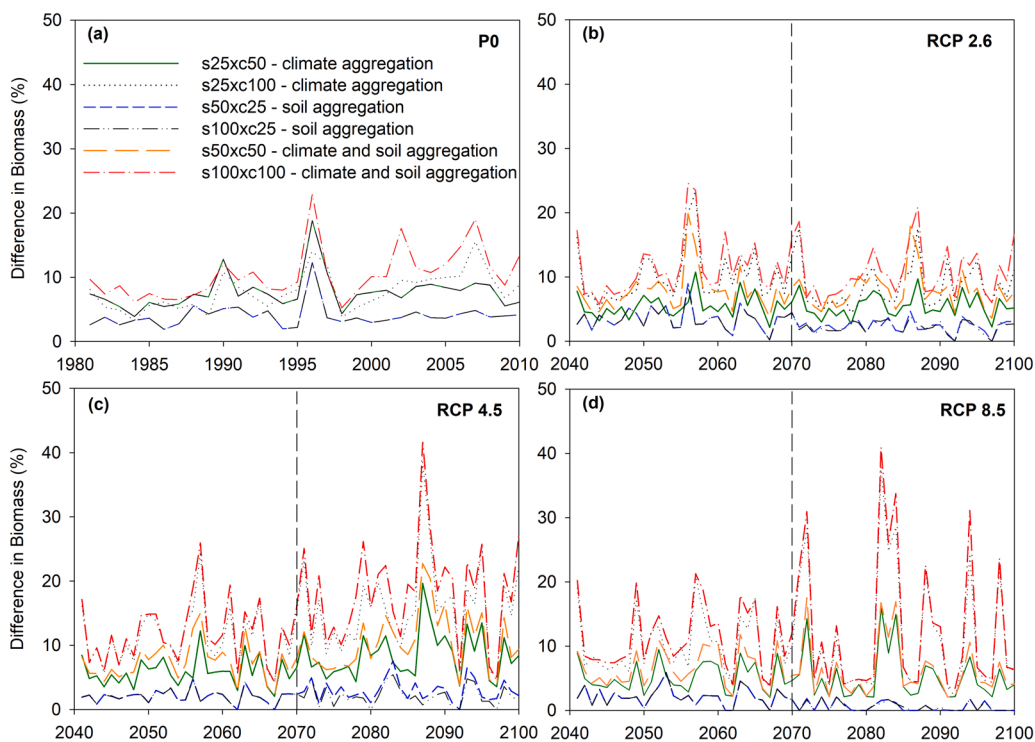 (a)
P0
s25xc50 - climate aggregation
s25xc100 - climate aggregation
s50xc25 - soil aggregation
s100xc25 - soil aggregation
s50xc50 - climate and soil aggregation
s100xc100 - climate and soil aggregation
Difference in Biomass (%)
50
40
30
20
10
0
1980 1985 1990 1995 2000 2005 2010
(b)
RCP 2.6
50
40
30
20
10
0
2040 2050 2060 2070 2080 2090 2100
(c)
RCP 4.5
Difference in Biomass (%)
50
40
30
20
10
0
2040 2050 2060 2070 2080 2090 2100
(d)
RCP 8.5
50
40
30
20
10
0
2040 2050 2060 2070 2080 2090 2100